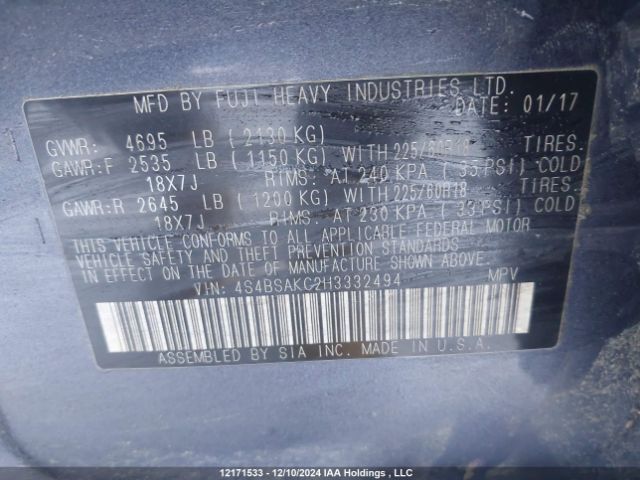 MFD BY FUJI HEAVY INDUSTRIES LTD.
DATE: 01/17
GVWR: 4695 LB (2130 KG)
GAWR:F 2535 LB (1150 KG) WITH 225/60R18 TIRES.
18X7J RIMS. AT 240 KPA (35 PSI) COLD
GAWR:R 2645 LB (1200 KG) WITH 225/60R18 TIRES.
18X7J RIMS. AT 230 KPA (33 PSI) COLD
THIS VEHICLE CONFORMS TO ALL APPLICABLE FEDERAL MOTOR
VEHICLE SAFETY AND THEFT PREVENTION STANDARDS
IN EFFECT ON THE DATE OF MANUFACTURE SHOWN ABOVE.
VIN: 4S4BSAKC2H3332494 MPV
ASSEMBLED BY SIA INC. MADE IN U.S.A.
12171533 - 12/10/2024 IAA Holdings , LLC